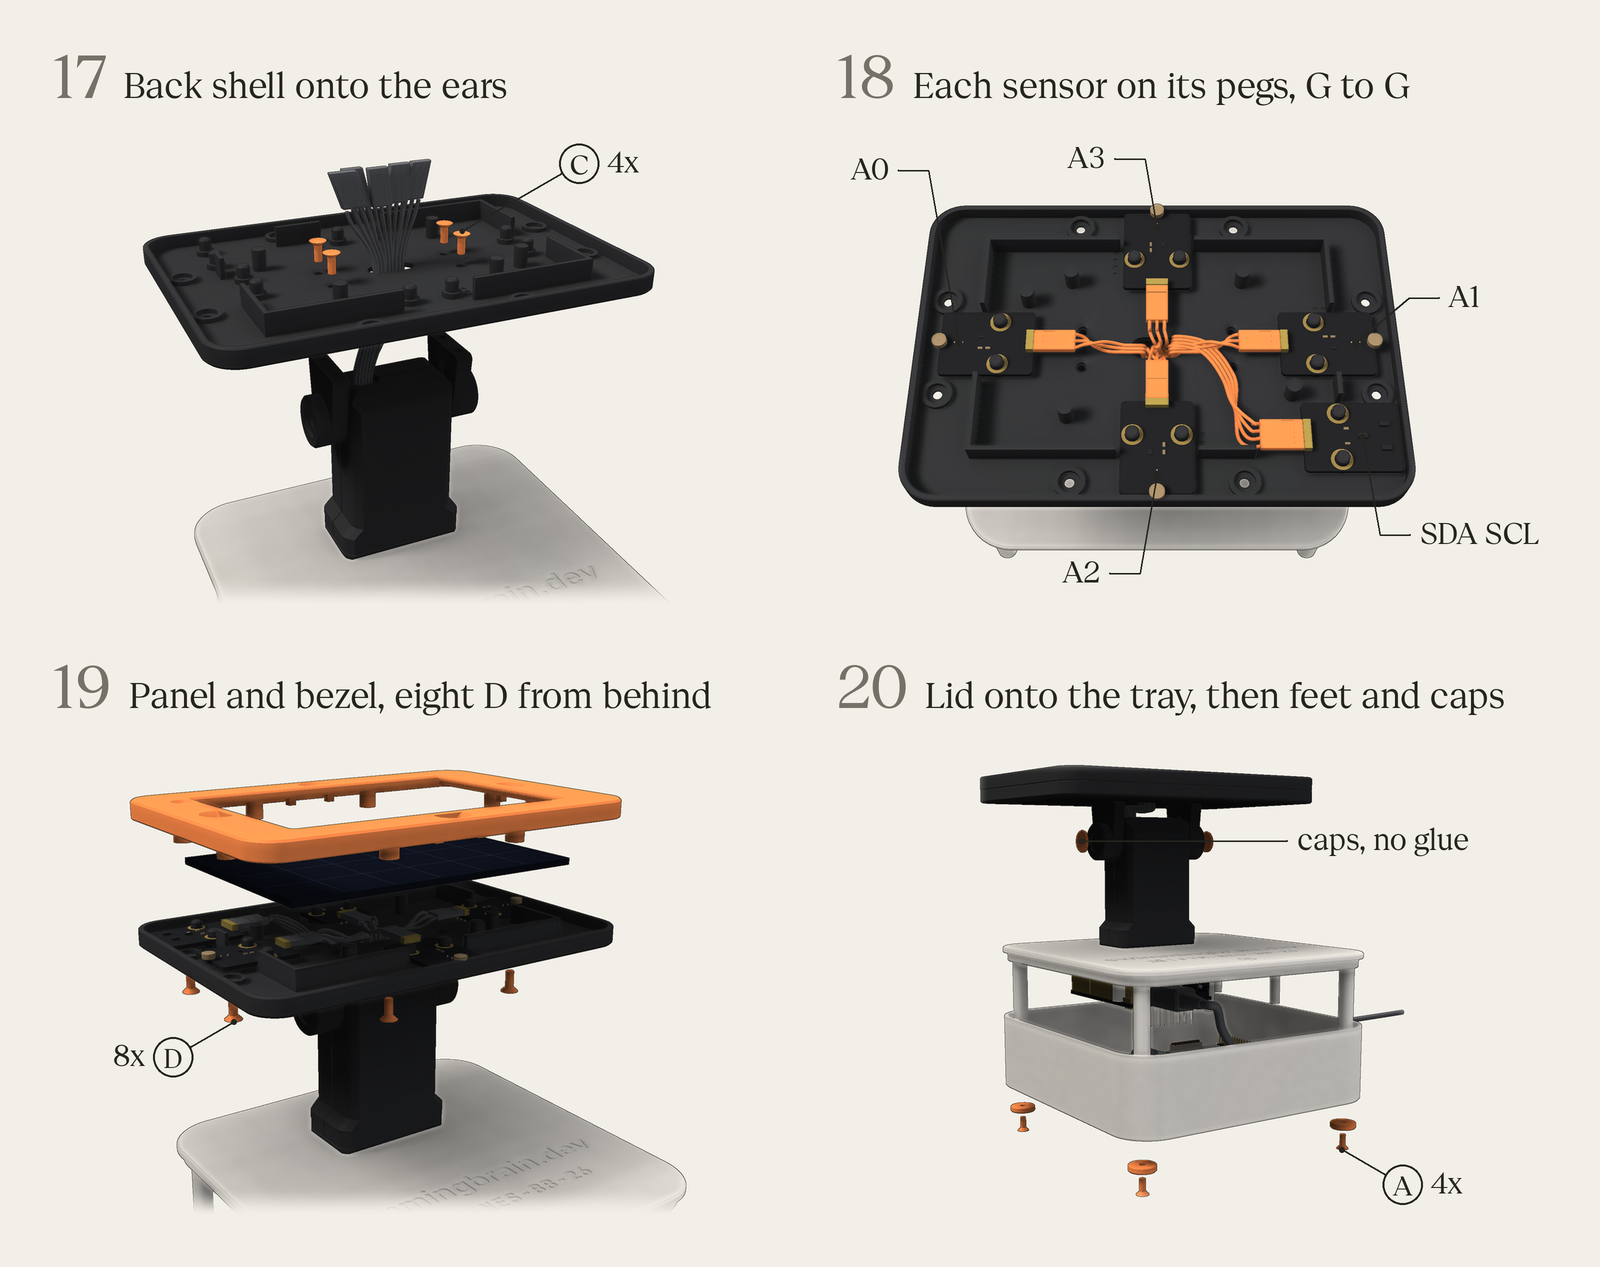 17 Back shell onto the ears
C 4x
18 Each sensor on its pegs, G to G
A0
A3
A1
SDA SCL
A2
19 Panel and bezel, eight D from behind
8x D
20 Lid onto the tray, then feet and caps
caps, no glue
A 4x